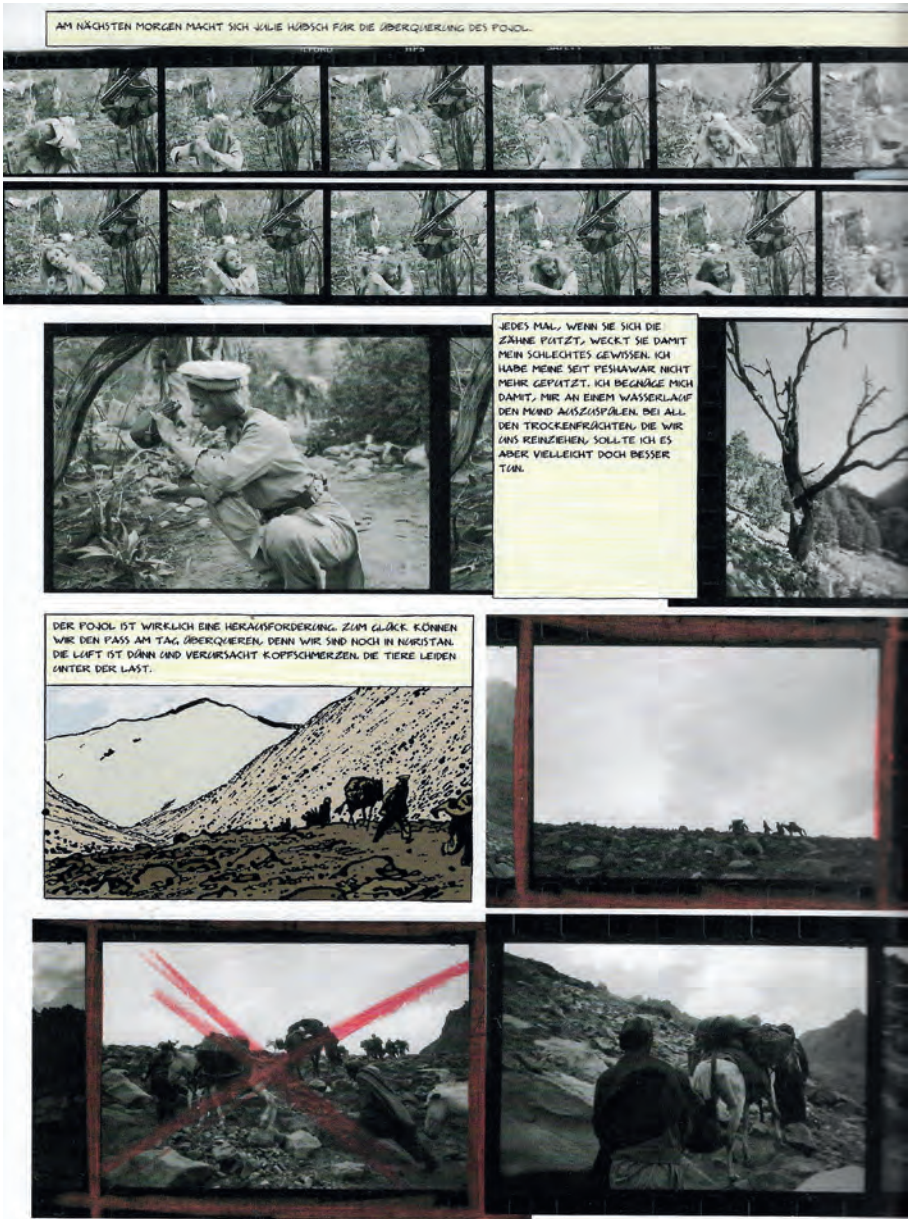 AM NÄCHSTEN MORGEN MACHT SICH JULIE HÜBSCH FÜR DIE ÜBERQUERUNG DES POJOL.
SAFETY FILM
JEDES MAL, WENN SIE SICH DIE
ZÄHNE PUTZT, WECKT SIE DAMIT
MEIN SCHLECHTES GEWISSEN. ICH
HABE MEINE SEIT PESHAWAR NICHT
MEHR GEPUTZT. ICH BEGNÜGE MICH
DAMIT, MIR AN EINEM WASSERLAUF
DEN MUND AUSZUSPÜLEN. BEI ALL
DEN TROCKENFRÜCHTEN, DIE WIR
UNS REINZIEHEN, SOLLTE ICH ES
ABER VIELLEICHT DOCH BESSER
TUN.
DER POJOL IST WIRKLICH EINE HERAUSFORDERUNG. ZUM GLÜCK KÖNNEN
WIR DEN PASS AM TAG ÜBERQUEREN, DENN WIR SIND NOCH IN NURISTAN.
DIE LUFT IST DÜNN UND VERURSACHT KOPFSCHMERZEN. DIE TIERE LEIDEN
UNTER DER LAST.